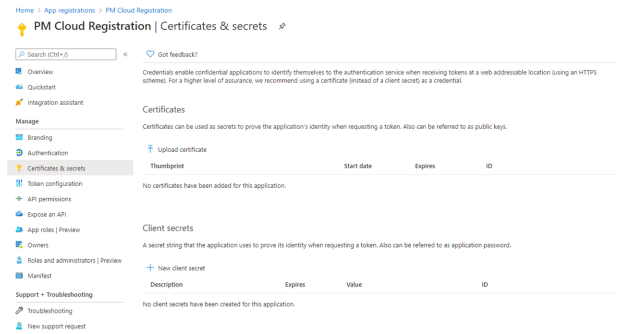 Home > App registrations > PM Cloud Registration
PM Cloud Registration | Certificates & secrets
Search (Ctrl+/)
«
Got feedback?
Overview
Quickstart
Integration assistant
Manage
Branding
Authentication
Certificates & secrets
Token configuration
API permissions
Expose an API
App roles | Preview
Owners
Roles and administrators | Preview
Manifest
Support + Troubleshooting
Troubleshooting
New support request
Credentials enable confidential applications to identify themselves to the authentication service when receiving tokens at a web addressable location (using an HTTPS
scheme). For a higher level of assurance, we recommend using a certificate (instead of a client secret) as a credential.
Certificates
Certificates can be used as secrets to prove the application's identity when requesting a token. Also can be referred to as public keys.
Upload certificate
Thumbprint Start date Expires ID
No certificates have been added for this application.
Client secrets
A secret string that the application uses to prove its identity when requesting a token. Also can be referred to as application password.
New client secret
Description Expires Value ID
No client secrets have been created for this application.